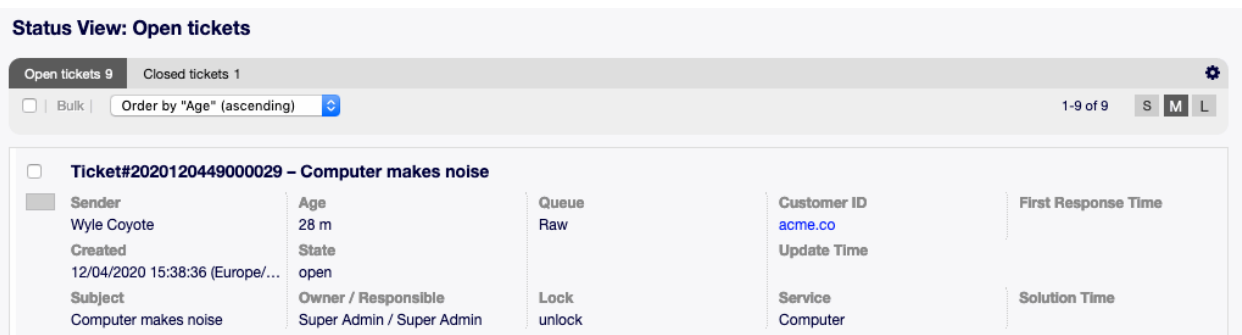 Status View: Open tickets
Open tickets 9 Closed tickets 1
| Bulk | Order by "Age" (ascending) 1-9 of 9 S M L
Ticket#2020120449000029 – Computer makes noise
Sender Age Queue Customer ID First Response Time
Wyle Coyote 28 m Raw acme.co
Created State Update Time
12/04/2020 15:38:36 (Europe/... open
Subject Owner / Responsible Lock Service Solution Time
Computer makes noise Super Admin / Super Admin unlock Computer